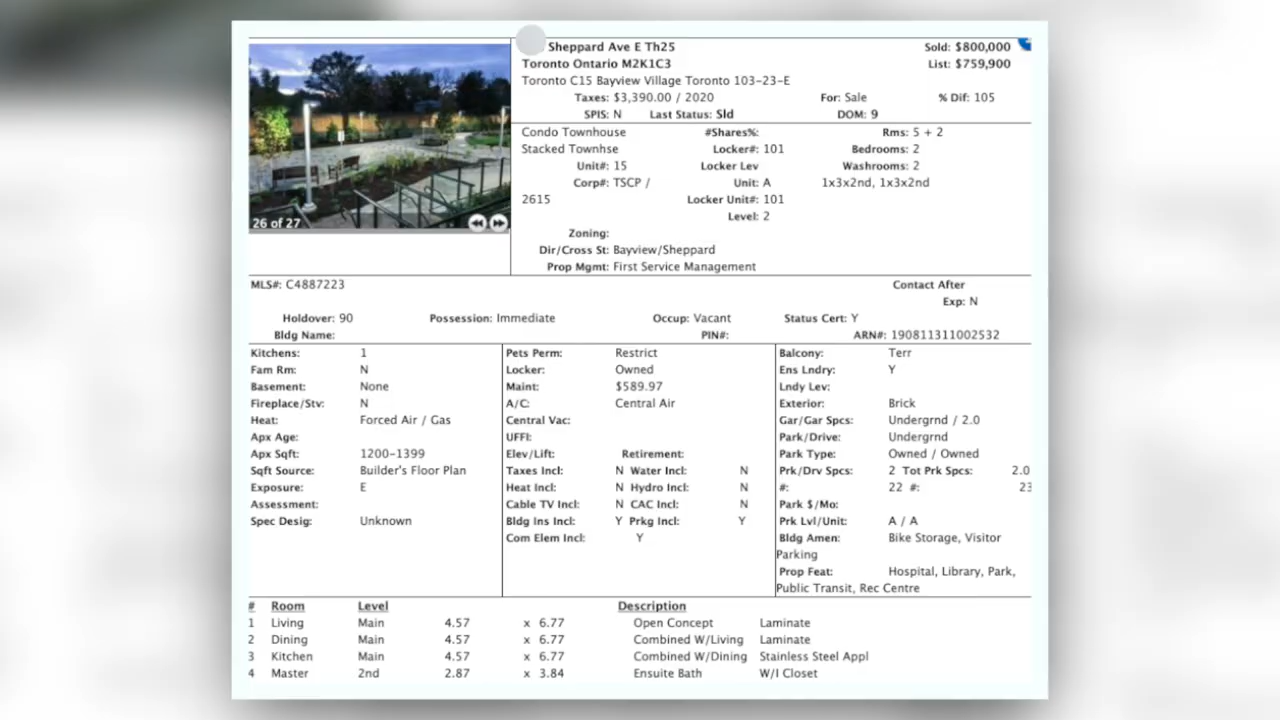 Sheppard Ave E Th25 Sold: $800,000
Toronto Ontario M2K1C3 List: $759,900
Toronto C15 Bayview Village Toronto 103-23-E
Taxes: $3,390.00 / 2020 For: Sale % Dif: 105
SPIS: N Last Status: Sld DOM: 9
Condo Townhouse #Shares%: Rms: 5 + 2
Stacked Townhse Locker#: 101 Bedrooms: 2
Unit#: 15 Locker Lev Washrooms: 2
Corp#: TSCP / Unit: A 1x3x2nd, 1x3x2nd
2615 Locker Unit#: 101
Level: 2
Zoning:
Dir/Cross St: Bayview/Sheppard
Prop Mgmt: First Service Management
26 of 27
MLS#: C4887223 Contact After
Exp: N
Holdover: 90 Possession: Immediate Occup: Vacant Status Cert: Y
Bldg Name: PIN#: ARN#: 190811311002532
Kitchens: 1 Pets Perm: Restrict Balcony: Terr
Fam Rm: N Locker: Owned Ens Lndry: Y
Basement: None Maint: $589.97 Lndy Lev:
Fireplace/Stv: N A/C: Central Air Exterior: Brick
Heat: Forced Air / Gas Central Vac: Gar/Gar Spcs: Undergrnd / 2.0
Apx Age: UFFI: Park/Drive: Undergrnd
Apx Sqft: 1200-1399 Elev/Lift: Retirement: Park Type: Owned / Owned
Sqft Source: Builder's Floor Plan Taxes Incl: N Water Incl: N Prk/Drv Spcs: 2 Tot Prk Spcs: 2.0
Exposure: E Heat Incl: N Hydro Incl: N #: 22 #: 23
Assessment: Cable TV Incl: N CAC Incl: N Park $/Mo:
Spec Desig: Unknown Bldg Ins Incl: Y Prkg Incl: Y Prk Lvl/Unit: A / A
Com Elem Incl: Y Bldg Amen: Bike Storage, Visitor
Parking
Prop Feat: Hospital, Library, Park,
Public Transit, Rec Centre
# Room Level Description
1 Living Main 4.57 x 6.77 Open Concept Laminate
2 Dining Main 4.57 x 6.77 Combined W/Living Laminate
3 Kitchen Main 4.57 x 6.77 Combined W/Dining Stainless Steel Appl
4 Master 2nd 2.87 x 3.84 Ensuite Bath W/I Closet